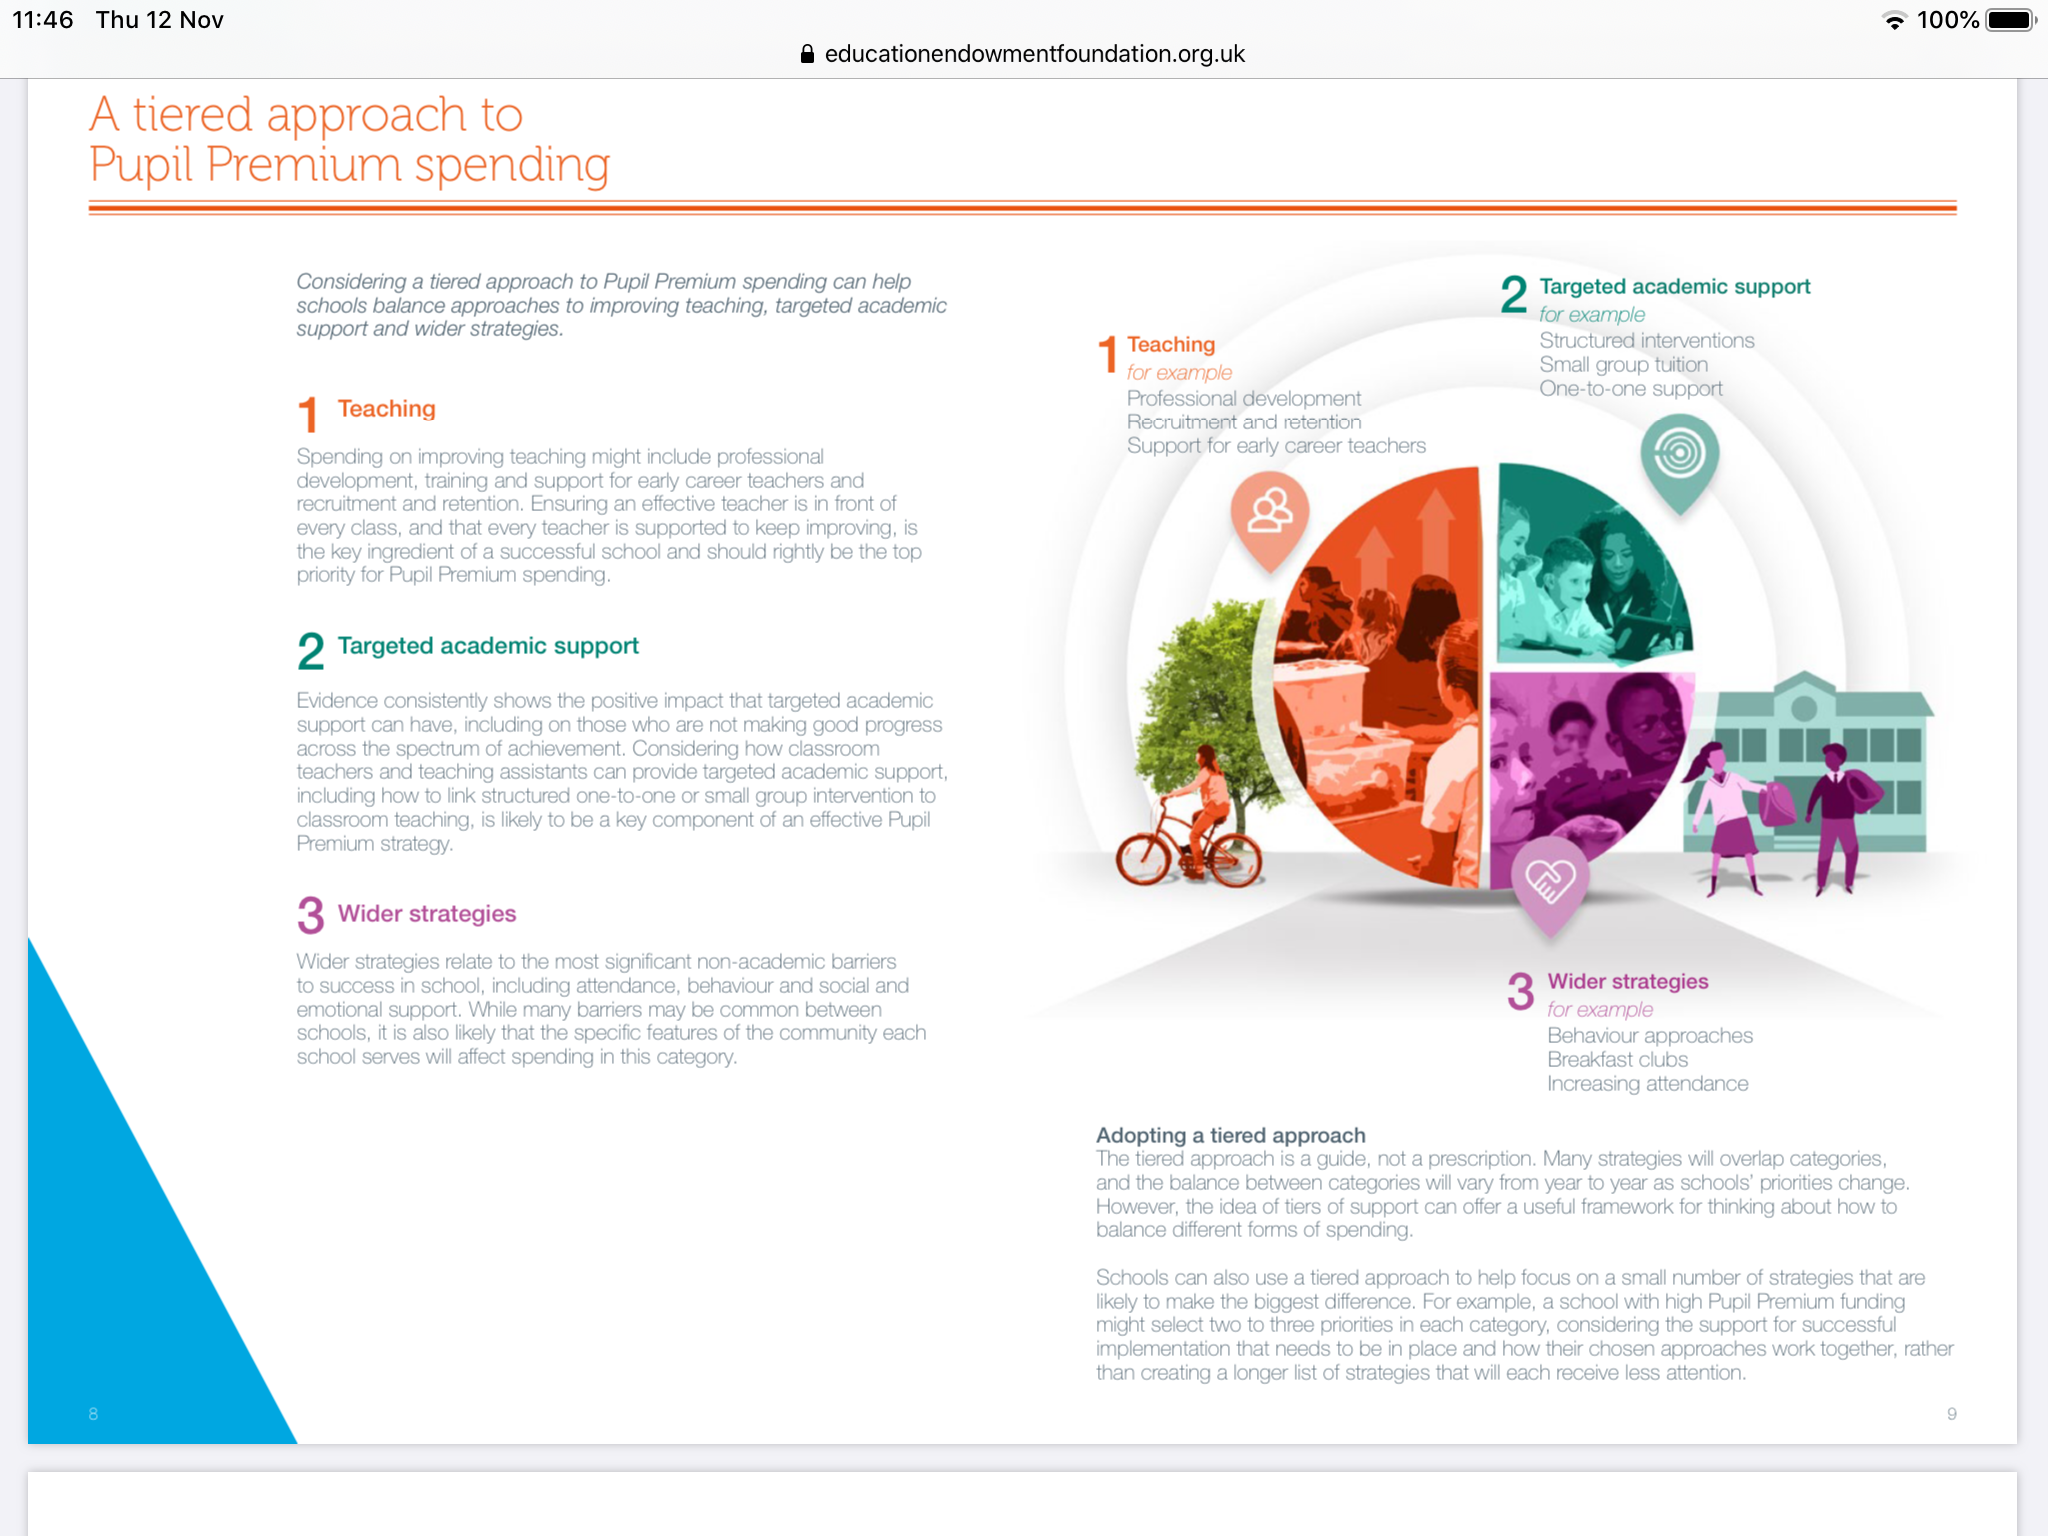 11:46 Thu 12 Nov
100%
educationendowmentfoundation.org.uk
A tiered approach to
Pupil Premium spending
Considering a tiered approach to Pupil Premium spending can help
schools balance approaches to improving teaching, targeted academic
support and wider strategies.
1 Teaching
Spending on improving teaching might include professional
development, training and support for early career teachers and
recruitment and retention. Ensuring an effective teacher is in front of
every class, and that every teacher is supported to keep improving, is
the key ingredient of a successful school and should rightly be the top
priority for Pupil Premium spending.
2 Targeted academic support
Evidence consistently shows the positive impact that targeted academic
support can have, including on those who are not making good progress
across the spectrum of achievement. Considering how classroom
teachers and teaching assistants can provide targeted academic support,
including how to link structured one-to-one or small group intervention to
classroom teaching, is likely to be a key component of an effective Pupil
Premium strategy.
3 Wider strategies
Wider strategies relate to the most significant non-academic barriers
to success in school, including attendance, behaviour and social and
emotional support. While many barriers may be common between
schools, it is also likely that the specific features of the community each
school serves will affect spending in this category.
8
1 Teaching
for example
Professional development
Recruitment and retention
Support for early career teachers
2 Targeted academic support
for example
Structured interventions
Small group tuition
One-to-one support
3 Wider strategies
for example
Behaviour approaches
Breakfast clubs
Increasing attendance
Adopting a tiered approach
The tiered approach is a guide, not a prescription. Many strategies will overlap categories,
and the balance between categories will vary from year to year as schools' priorities change.
However, the idea of tiers of support can offer a useful framework for thinking about how to
balance different forms of spending.
Schools can also use a tiered approach to help focus on a small number of strategies that are
likely to make the biggest difference. For example, a school with high Pupil Premium funding
might select two to three priorities in each category, considering the support for successful
implementation that needs to be in place and how their chosen approaches work together, rather
than creating a longer list of strategies that will each receive less attention.
9